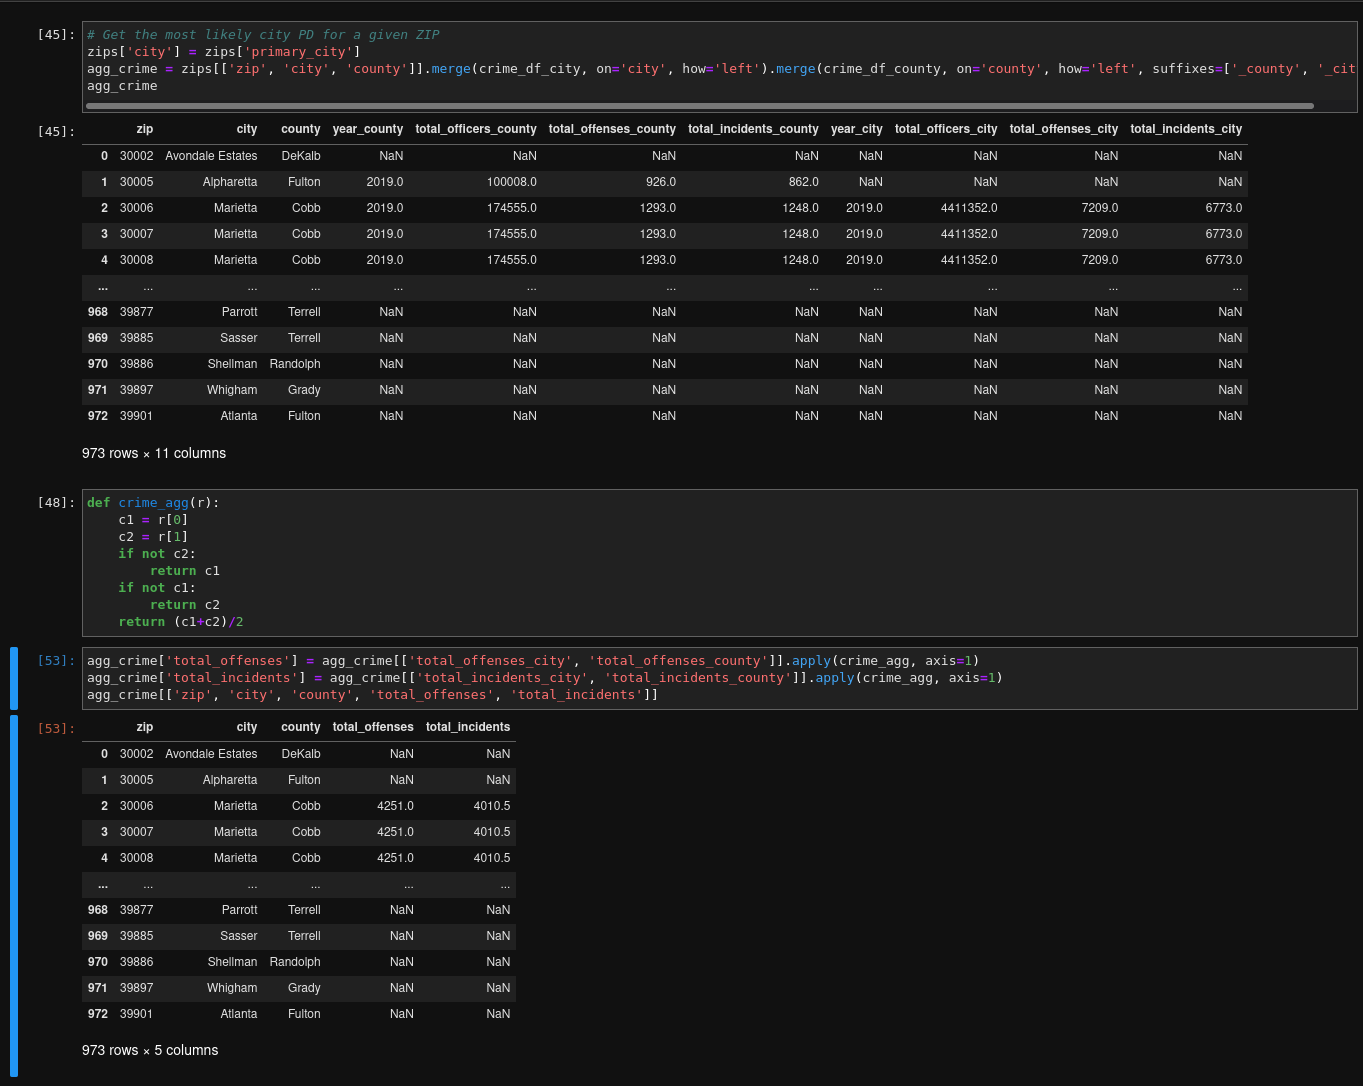 [45]: # Get the most likely city PD for a given ZIP
zips['city'] = zips['primary_city']
agg_crime = zips[['zip', 'city', 'county']].merge(crime_df_city, on='city', how='left').merge(crime_df_county, on='county', how='left', suffixes=['_county', '_cit
agg_crime
[45]: zip city county year_county total_officers_county total_offenses_county total_incidents_county year_city total_officers_city total_offenses_city total_incidents_city
0 30002 Avondale Estates DeKalb NaN NaN NaN NaN NaN NaN NaN NaN
1 30005 Alpharetta Fulton 2019.0 100008.0 926.0 862.0 NaN NaN NaN NaN
2 30006 Marietta Cobb 2019.0 174555.0 1293.0 1248.0 2019.0 4411352.0 7209.0 6773.0
3 30007 Marietta Cobb 2019.0 174555.0 1293.0 1248.0 2019.0 4411352.0 7209.0 6773.0
4 30008 Marietta Cobb 2019.0 174555.0 1293.0 1248.0 2019.0 4411352.0 7209.0 6773.0
... ... ... ... ... ... ... ... ... ... ... ...
968 39877 Parrott Terrell NaN NaN NaN NaN NaN NaN NaN NaN
969 39885 Sasser Terrell NaN NaN NaN NaN NaN NaN NaN NaN
970 39886 Shellman Randolph NaN NaN NaN NaN NaN NaN NaN NaN
971 39897 Whigham Grady NaN NaN NaN NaN NaN NaN NaN NaN
972 39901 Atlanta Fulton NaN NaN NaN NaN NaN NaN NaN NaN
973 rows × 11 columns
[48]: def crime_agg(r):
c1 = r[0]
c2 = r[1]
if not c2:
return c1
if not c1:
return c2
return (c1+c2)/2
[53]: agg_crime['total_offenses'] = agg_crime[['total_offenses_city', 'total_offenses_county']].apply(crime_agg, axis=1)
agg_crime['total_incidents'] = agg_crime[['total_incidents_city', 'total_incidents_county']].apply(crime_agg, axis=1)
agg_crime[['zip', 'city', 'county', 'total_offenses', 'total_incidents']]
[53]: zip city county total_offenses total_incidents
0 30002 Avondale Estates DeKalb NaN NaN
1 30005 Alpharetta Fulton NaN NaN
2 30006 Marietta Cobb 4251.0 4010.5
3 30007 Marietta Cobb 4251.0 4010.5
4 30008 Marietta Cobb 4251.0 4010.5
... ... ... ... ... ...
968 39877 Parrott Terrell NaN NaN
969 39885 Sasser Terrell NaN NaN
970 39886 Shellman Randolph NaN NaN
971 39897 Whigham Grady NaN NaN
972 39901 Atlanta Fulton NaN NaN
973 rows × 5 columns